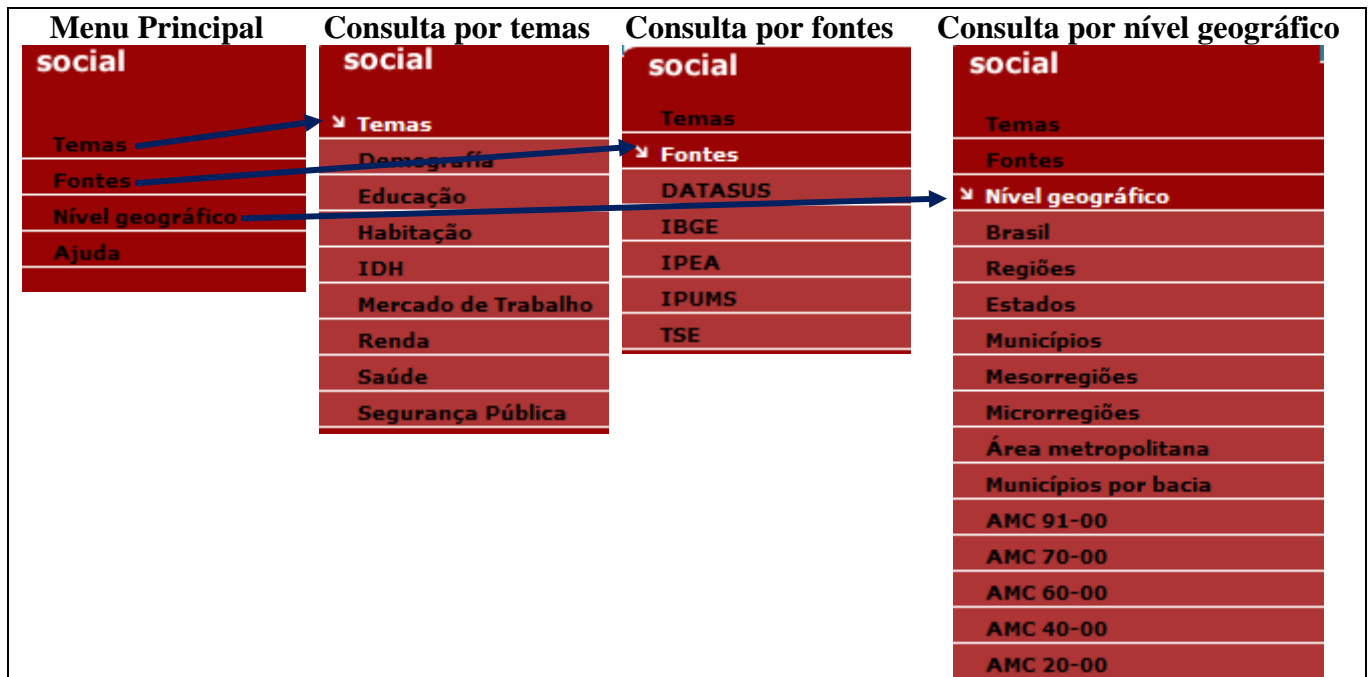 Menu Principal
social
Temas
Fontes
Nível geográfico
Ajuda
Consulta por temas
social
Temas
Demografia
Educação
Habitação
IDH
Mercado de Trabalho
Renda
Saúde
Segurança Pública
Consulta por fontes
social
Temas
Fontes
DATASUS
IBGE
IPEA
IPUMS
TSE
Consulta por nível geográfico
social
Temas
Fontes
Nível geográfico
Brasil
Regiões
Estados
Municípios
Mesorregiões
Microrregiões
Área metropolitana
Municípios por bacia
AMC 91-00
AMC 70-00
AMC 60-00
AMC 40-00
AMC 20-00